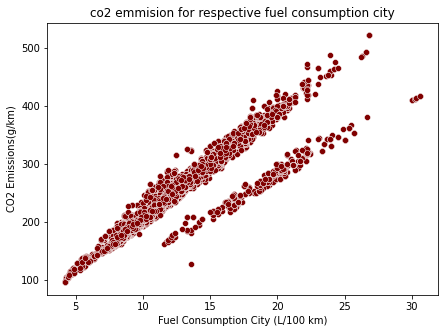 co2 emmision for respective fuel consumption city
CO2 Emissions(g/km)
500
400
300
200
100
5 10 15 20 25 30
Fuel Consumption City (L/100 km)